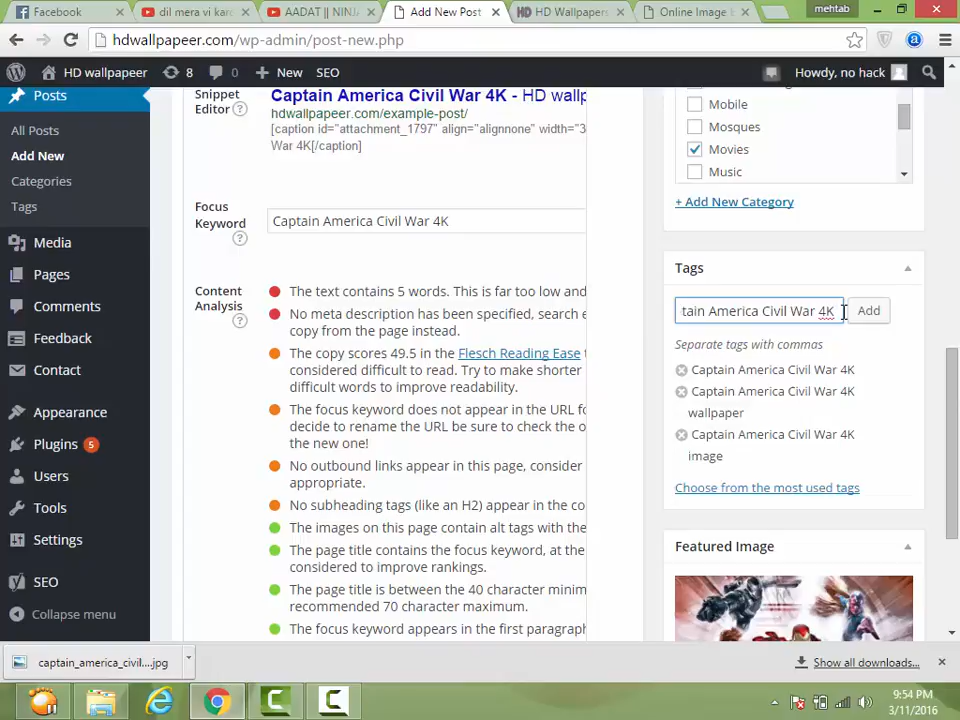 Facebook
dil mera vi kar
AADAT || NINJ
Add New Post
HD Wallpapers
Online Image
mehtab
hdwallpapeer.com/wp-admin/post-new.php
HD wallpaper
8
0
New
SEO
Howdy, no hack
Posts
All Posts
Add New
Categories
Tags
Media
Pages
Comments
Feedback
Contact
Appearance
Plugins 5
Users
Tools
Settings
SEO
Collapse menu
Snippet
Editor
Captain America Civil War 4K - HD wallp
hdwallpapeer.com/example-post/
[caption id="attachment_1797" align="alignnone" width="3
War 4K[/caption]
Focus
Keyword
Captain America Civil War 4K
Content
Analysis
The text contains 5 words. This is far too low and
No meta description has been specified, search e
copy from the page instead.
The copy scores 49.5 in the Flesch Reading Ease t
considered difficult to read. Try to make shorter
difficult words to improve readability.
The focus keyword does not appear in the URL fo
decide to rename the URL be sure to check the o
the new one!
No outbound links appear in this page, consider
appropriate.
No subheading tags (like an H2) appear in the co
The images on this page contain alt tags with the
The page title contains the focus keyword, at the
considered to improve rankings.
The page title is between the 40 character minim
recommended 70 character maximum.
The focus keyword appears in the first paragraph
Mobile
Mosques
Movies
Music
+ Add New Category
Tags
tain America Civil War 4K
Add
Separate tags with commas
Captain America Civil War 4K
Captain America Civil War 4K
wallpaper
Captain America Civil War 4K
image
Choose from the most used tags
Featured Image
captain_america_civil....jpg
Show all downloads...
9:54 PM
3/11/2016